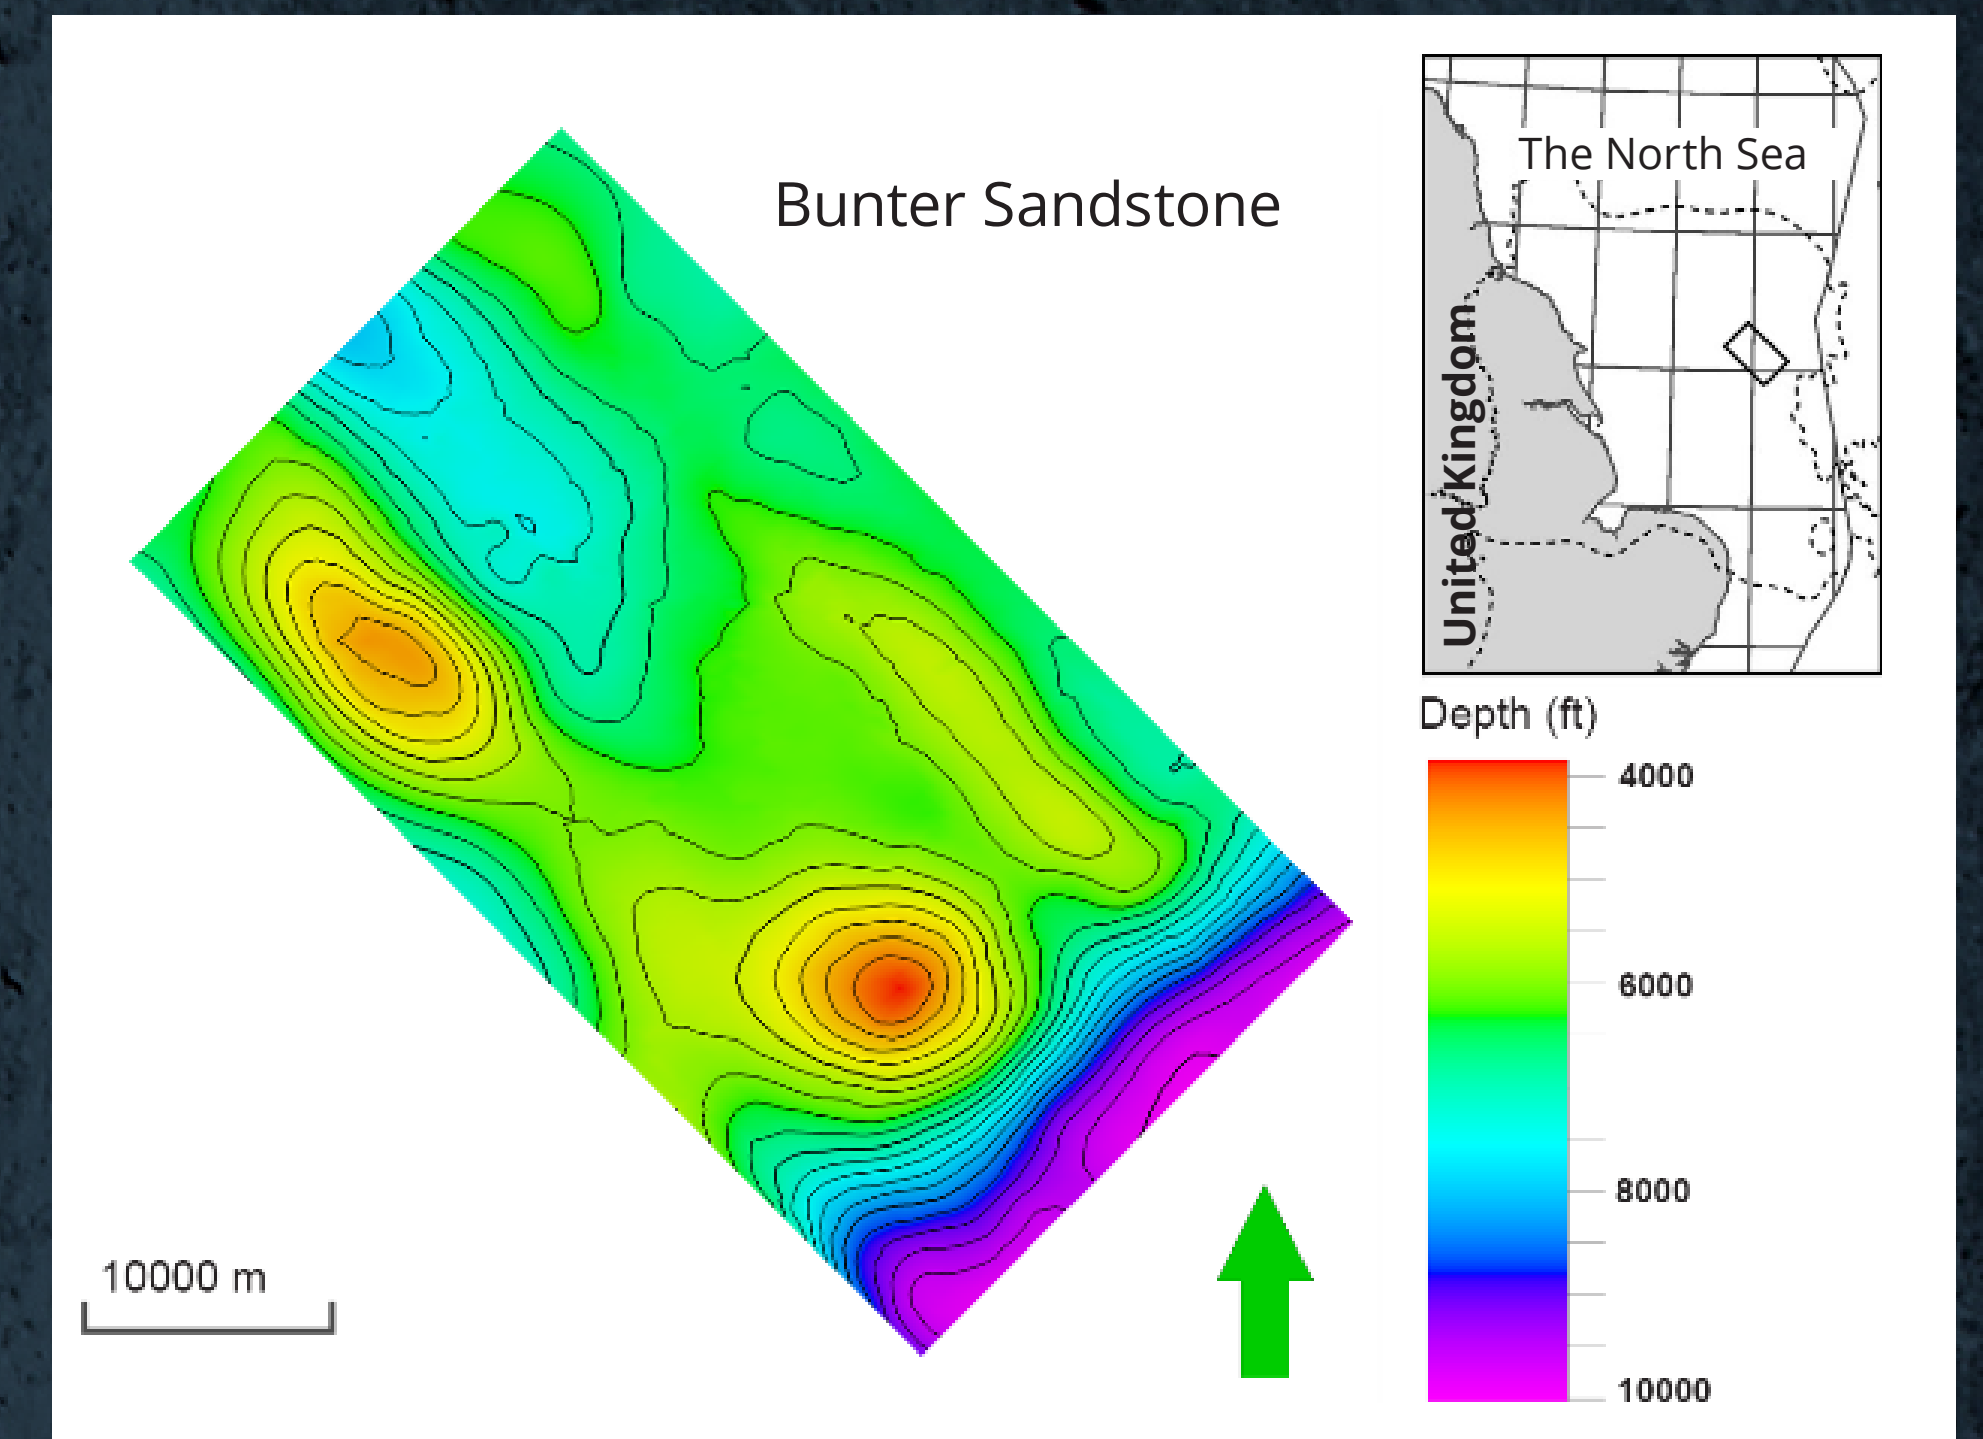 Bunter Sandstone
The North Sea
United Kingdom
Depth (ft)
4000
6000
8000
10000
10000 m